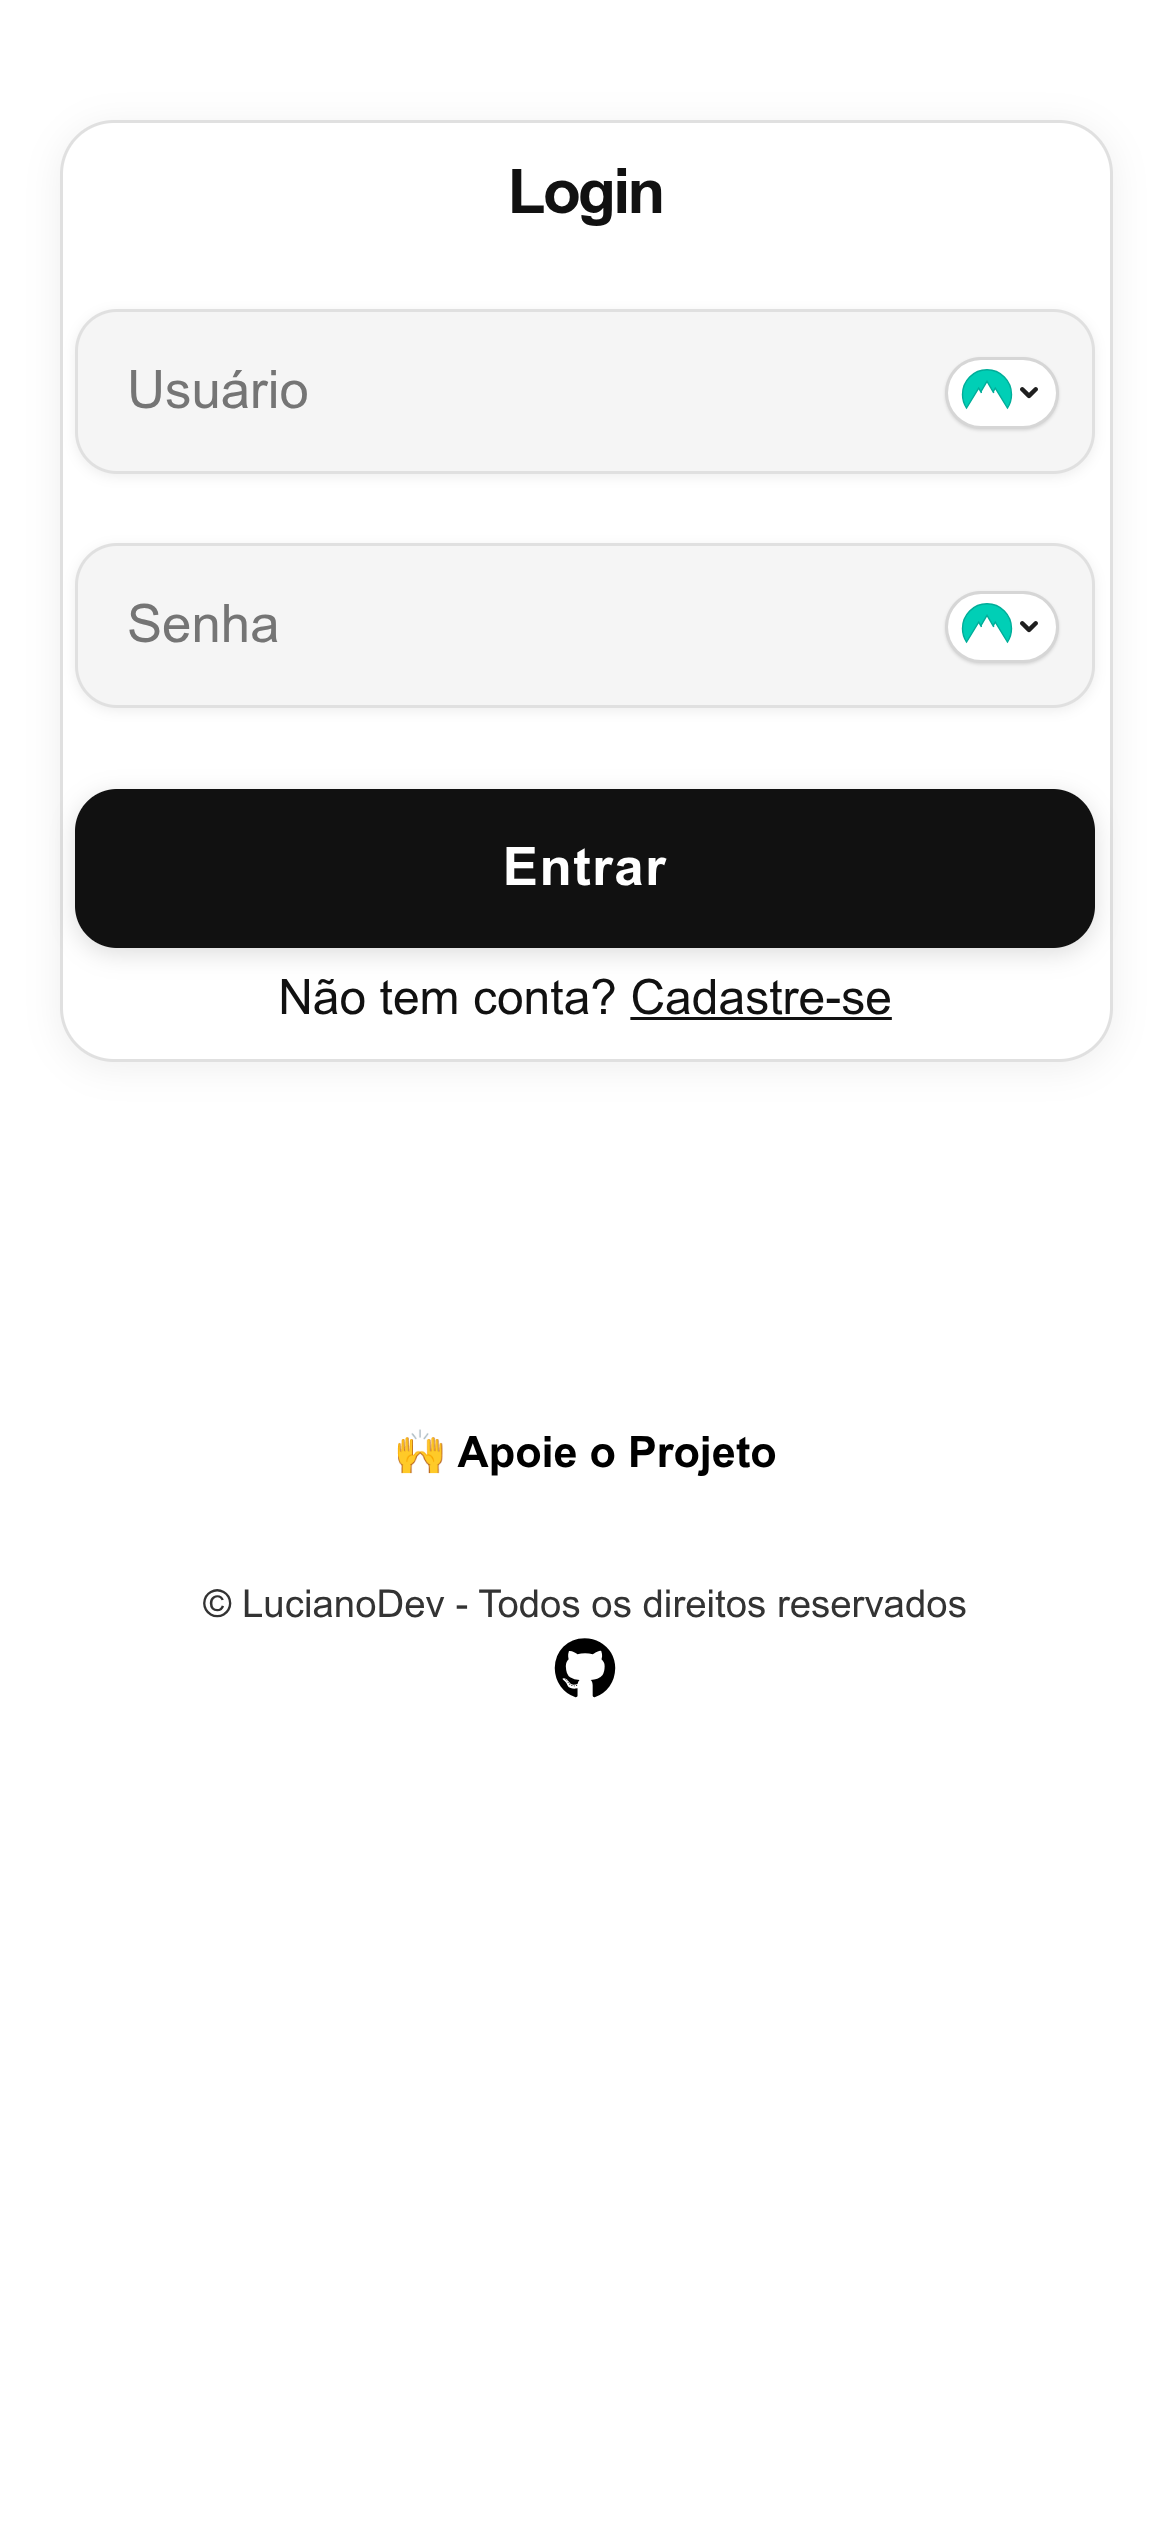 Login
Usuário
Senha
Entrar
Não tem conta? Cadastre-se
🙌 Apoie o Projeto
© LucianoDev - Todos os direitos reservados